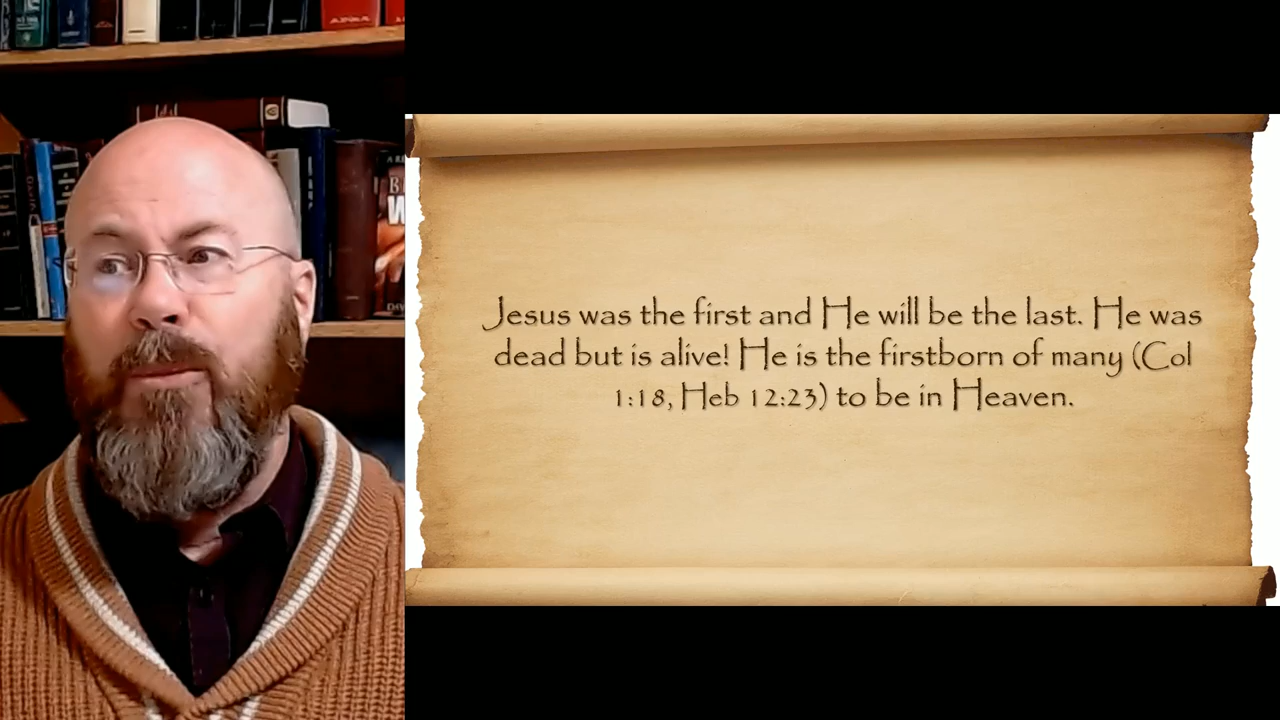 Jesus was the first and He will be the last. He was
dead but is alive! He is the firstborn of many (Col
1:18, Heb 12:23) to be in Heaven.